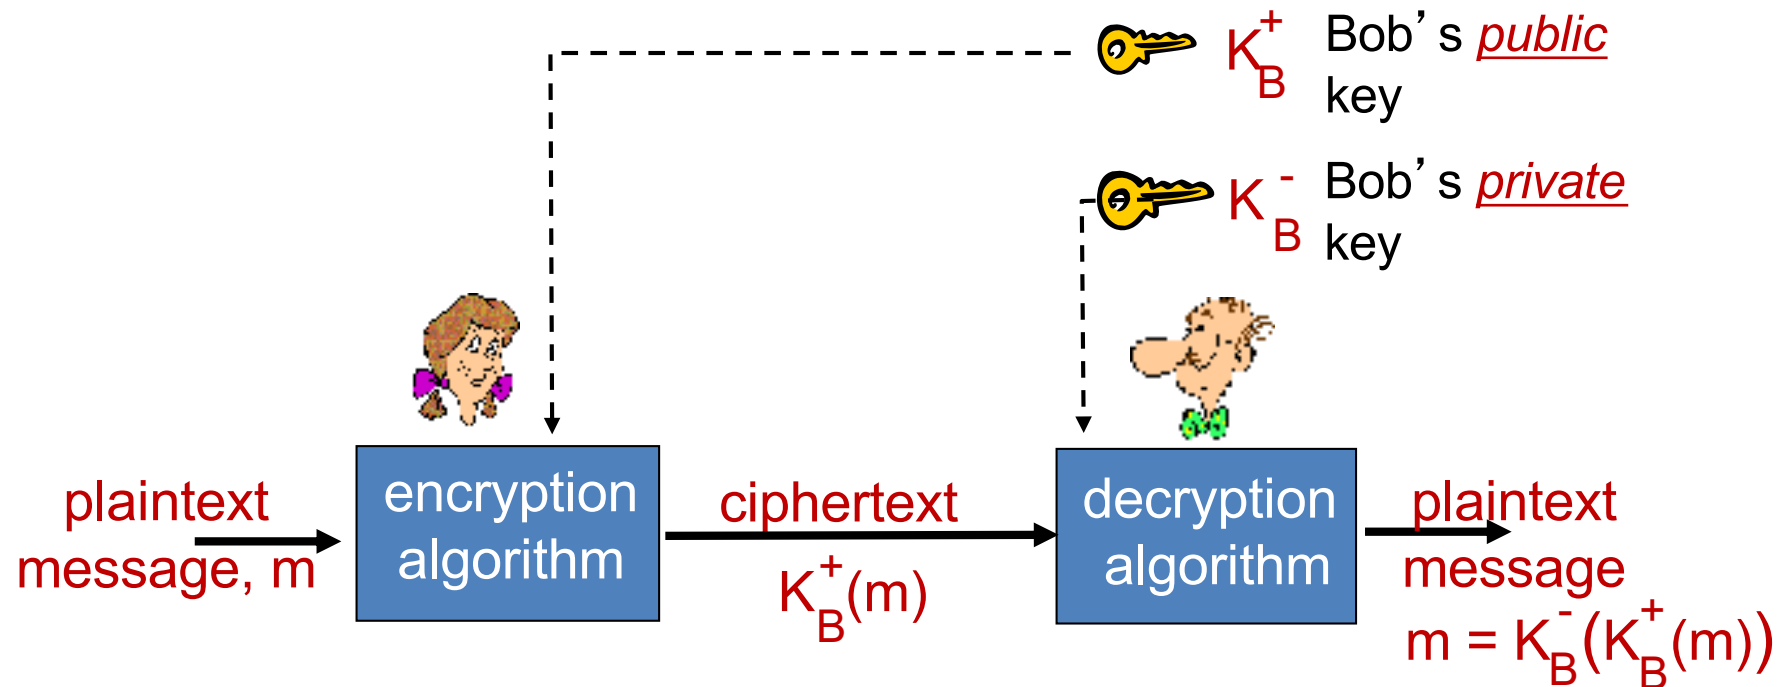 K_B^+ Bob's public
key
K_B^- Bob's private
key
plaintext
message, m
encryption
algorithm
ciphertext
K_B^+(m)
decryption
algorithm
plaintext
message
m = K_B^-(K_B^+(m))